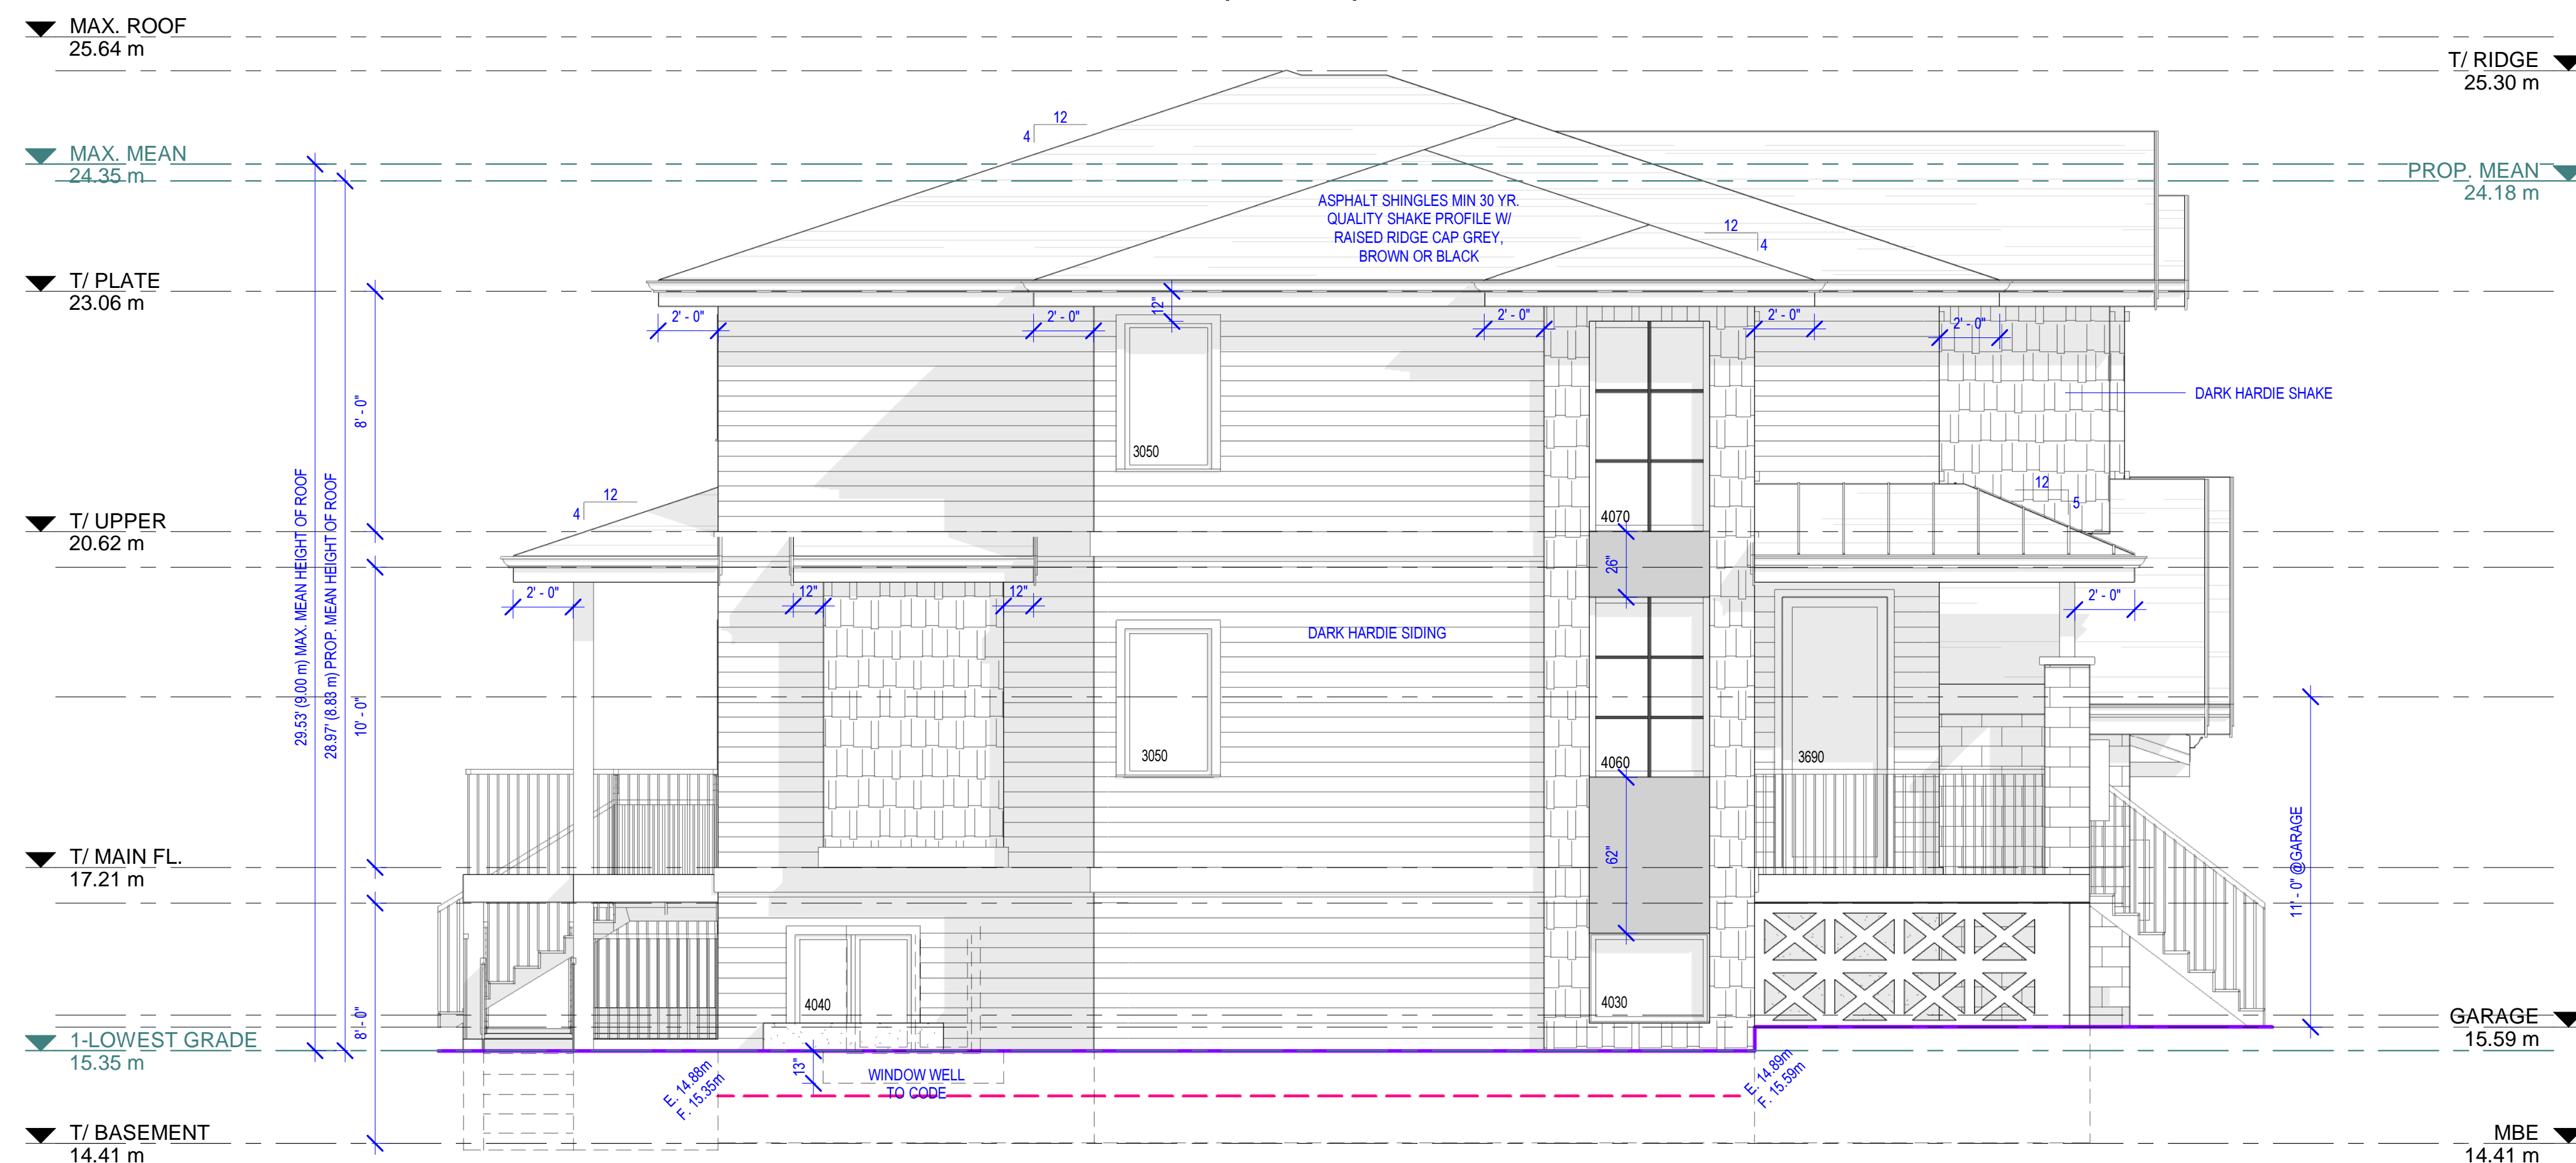 MAX. ROOF
25.64 m
T/ RIDGE
25.30 m
12
4
MAX. MEAN
24.35 m
PROP. MEAN
24.18 m
ASPHALT SHINGLES MIN 30 YR.
QUALITY SHAKE PROFILE W/
RAISED RIDGE CAP GREY,
BROWN OR BLACK
12
4
T/ PLATE
23.06 m
2' - 0"
2' - 0"
12"
2' - 0"
2' - 0"
2' - 0"
8' - 0"
DARK HARDIE SHAKE
3050
12
4
12
5
T/ UPPER
20.62 m
4070
26"
2' - 0"
12"
12"
2' - 0"
DARK HARDIE SIDING
29.53' (9.00 m) MAX. MEAN HEIGHT OF ROOF
28.97' (8.83 m) PROP. MEAN HEIGHT OF ROOF
10' - 0"
3050
4060
3690
T/ MAIN FL.
17.21 m
62"
11' - 0" @GARAGE
4040
4030
8' - 0"
1-LOWEST GRADE
15.35 m
GARAGE
15.59 m
13"
WINDOW WELL
TO CODE
E. 14.88m
F. 15.35m
E. 14.89m
F. 15.59m
T/ BASEMENT
14.41 m
MBE
14.41 m